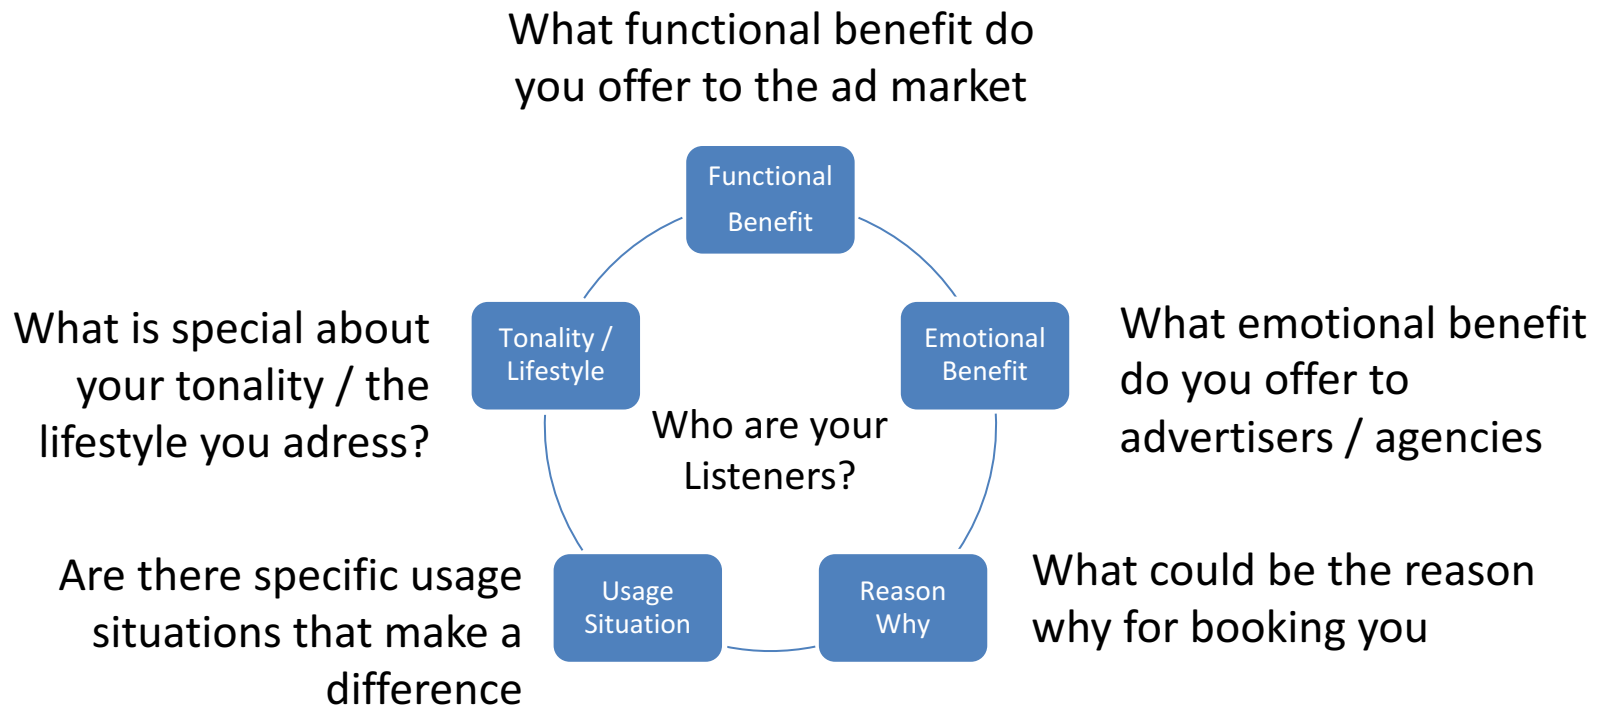 What functional benefit do
you offer to the ad market
Functional
Benefit
What is special about
your tonality / the
lifestyle you adress?
Tonality /
Lifestyle
Emotional
Benefit
What emotional benefit
do you offer to
advertisers / agencies
Who are your
Listeners?
Are there specific usage
situations that make a
difference
Usage
Situation
Reason
Why
What could be the reason
why for booking you